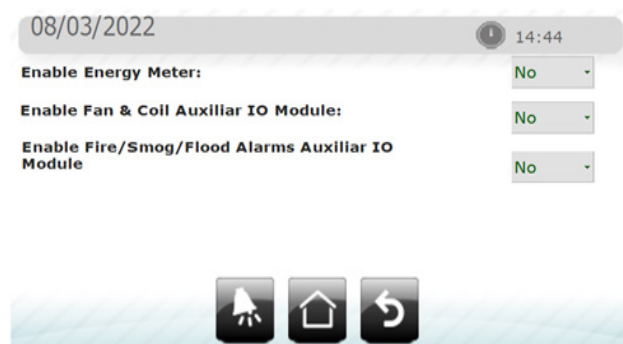 08/03/2022
14:44
Enable Energy Meter:
No
Enable Fan & Coil Auxiliar IO Module:
No
Enable Fire/Smog/Flood Alarms Auxiliar IO
Module
No